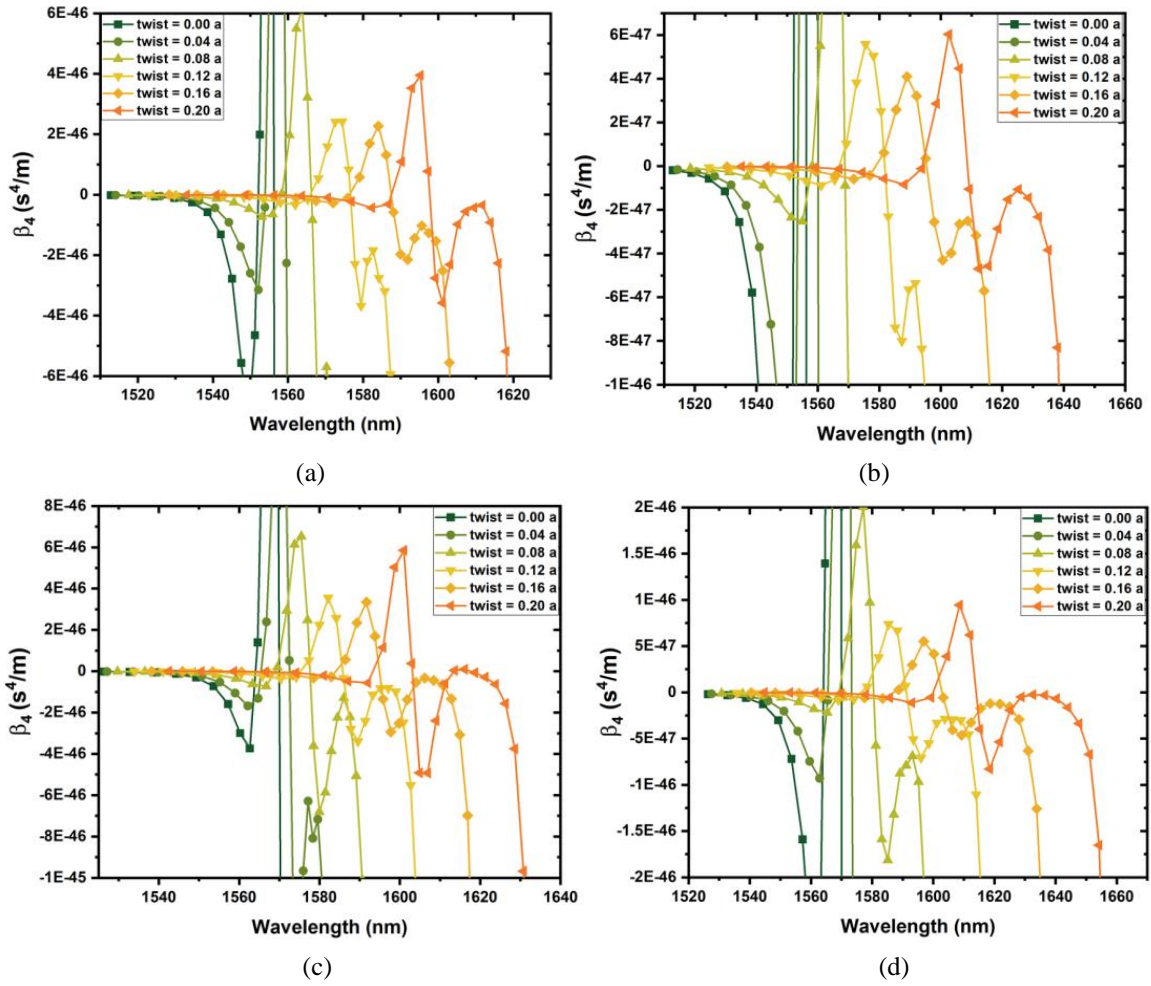 6E-46
4E-46
2E-46
0
-2E-46
-4E-46
-6E-46
β₄ (s⁴/m)
twist = 0.00 a
twist = 0.04 a
twist = 0.08 a
twist = 0.12 a
twist = 0.16 a
twist = 0.20 a
1520 1540 1560 1580 1600 1620
Wavelength (nm)
(a)
6E-47
4E-47
2E-47
0
-2E-47
-4E-47
-6E-47
-8E-47
-1E-46
β₄ (s⁴/m)
twist = 0.00 a
twist = 0.04 a
twist = 0.08 a
twist = 0.12 a
twist = 0.16 a
twist = 0.20 a
1520 1540 1560 1580 1600 1620 1640 1660
Wavelength (nm)
(b)
8E-46
6E-46
4E-46
2E-46
0
-2E-46
-4E-46
-6E-46
-8E-46
-1E-45
β₄ (s⁴/m)
twist = 0.00 a
twist = 0.04 a
twist = 0.08 a
twist = 0.12 a
twist = 0.16 a
twist = 0.20 a
1540 1560 1580 1600 1620 1640
Wavelength (nm)
(c)
2E-46
1.5E-46
1E-46
5E-47
0
-5E-47
-1E-46
-1.5E-46
-2E-46
β₄ (s⁴/m)
twist = 0.00 a
twist = 0.04 a
twist = 0.08 a
twist = 0.12 a
twist = 0.16 a
twist = 0.20 a
1520 1540 1560 1580 1600 1620 1640 1660
Wavelength (nm)
(d)